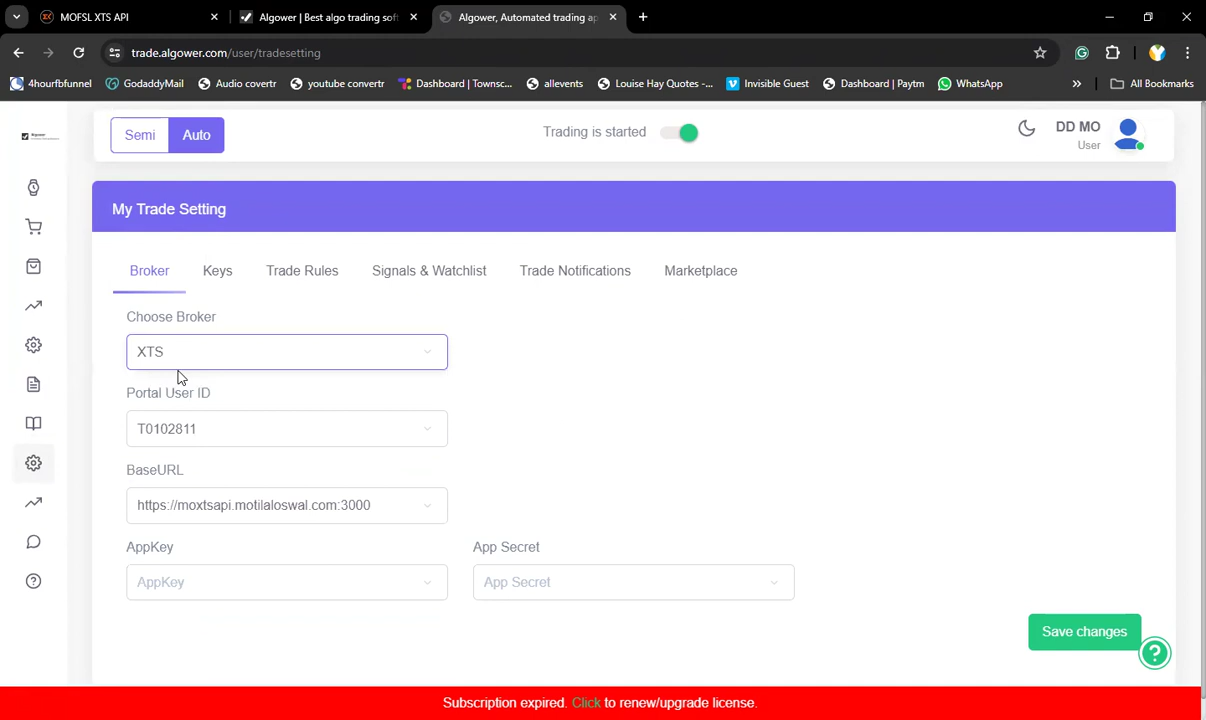 MOFSL XTS API
Algower | Best algo trading sof
Algower, Automated trading ap
trade.algower.com/user/tradesetting
4hourfbfunnel
GodaddyMail
Audio covertr
youtube convertr
Dashboard | Townsc...
allevents
Louise Hay Quotes -...
Invisible Guest
Dashboard | Paytm
WhatsApp
All Bookmarks
Semi
Auto
Trading is started
DD MO
User
My Trade Setting
Broker
Keys
Trade Rules
Signals & Watchlist
Trade Notifications
Marketplace
Choose Broker
XTS
Portal User ID
T0102811
BaseURL
https://moxtsapi.motilaloswal.com:3000
AppKey
App Secret
AppKey
App Secret
Save changes
Subscription expired. Click to renew/upgrade license.